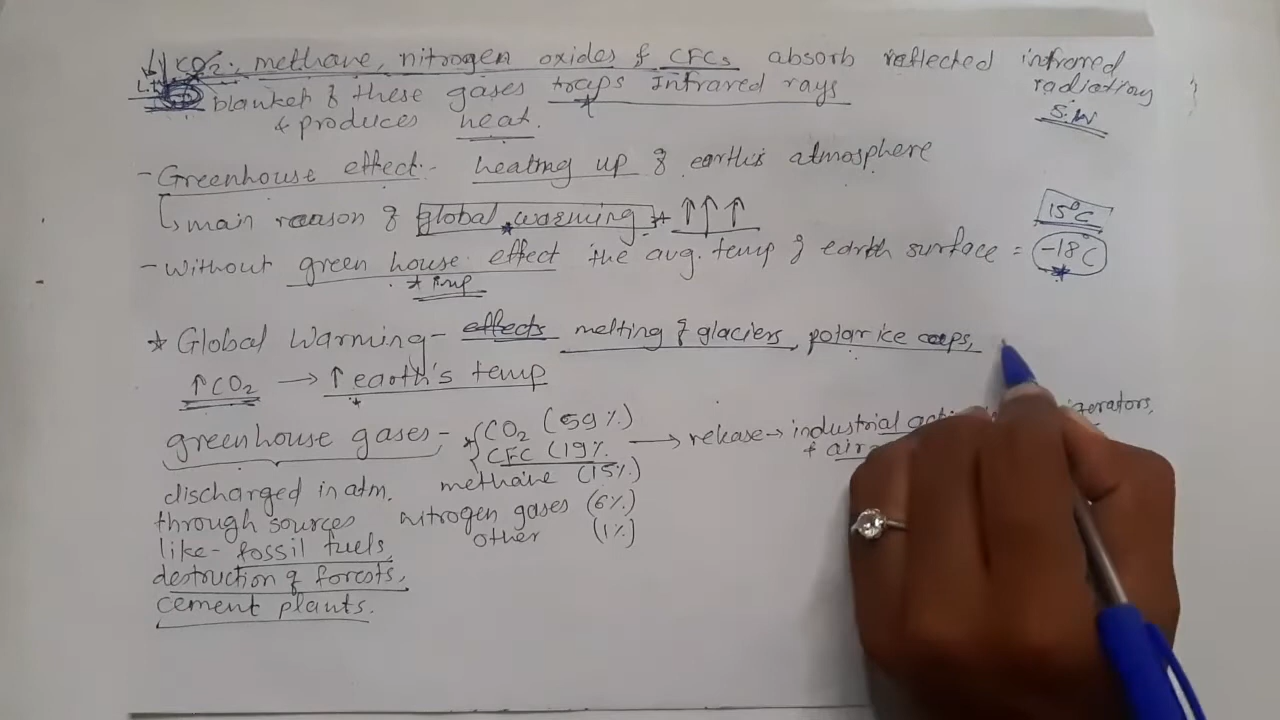 CO2, methane, nitrogen oxides & CFCs absorb reflected infrared radiation
blanket of these gases traps Infrared rays S.W
& produces heat.
- Greenhouse effect - heating up of earth's atmosphere
↳ main reason of global warming * ↑↑↑ 15°C
- Without green house effect the avg. temp of earth surface = -18°C
* Imp
* Global Warming - effects melting of glaciers, polar ice caps,
↑CO2 → ↑ earth's temp
greenhouse gases - * { CO2 (59%)
CFC (19%. → release → industrial
methane (15%)
discharged in atm.
through sources nitrogen gases (6%)
like - fossil fuels, other (1%)
destruction of forests,
cement plants.